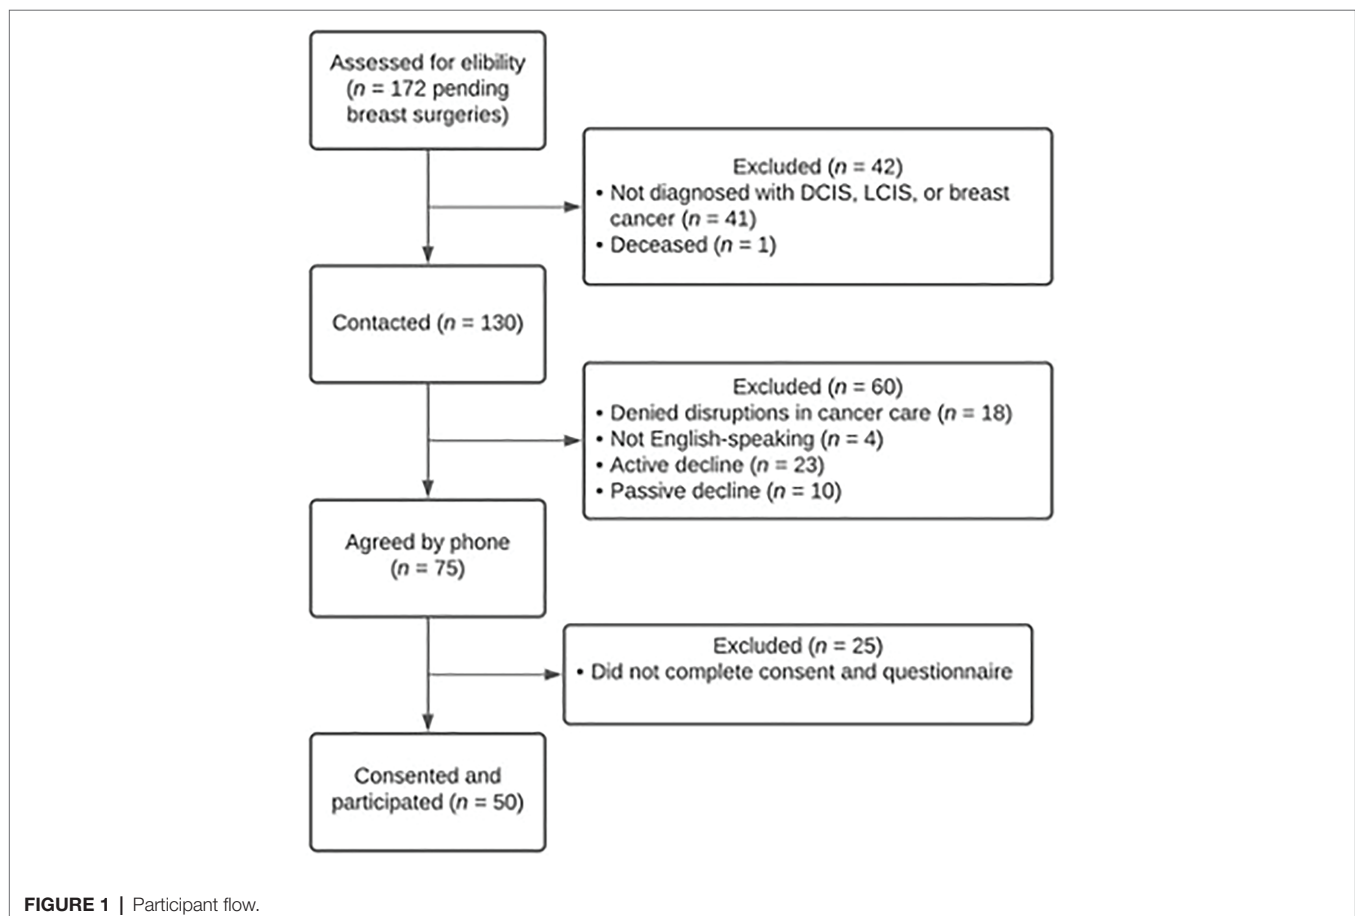 Assessed for elibility
(n = 172 pending
breast surgeries)
Excluded (n = 42)
• Not diagnosed with DCIS, LCIS, or breast
cancer (n = 41)
• Deceased (n = 1)
Contacted (n = 130)
Excluded (n = 60)
• Denied disruptions in cancer care (n = 18)
• Not English-speaking (n = 4)
• Active decline (n = 23)
• Passive decline (n = 10)
Agreed by phone
(n = 75)
Excluded (n = 25)
• Did not complete consent and questionnaire
Consented and
participated (n = 50)
FIGURE 1 | Participant flow.